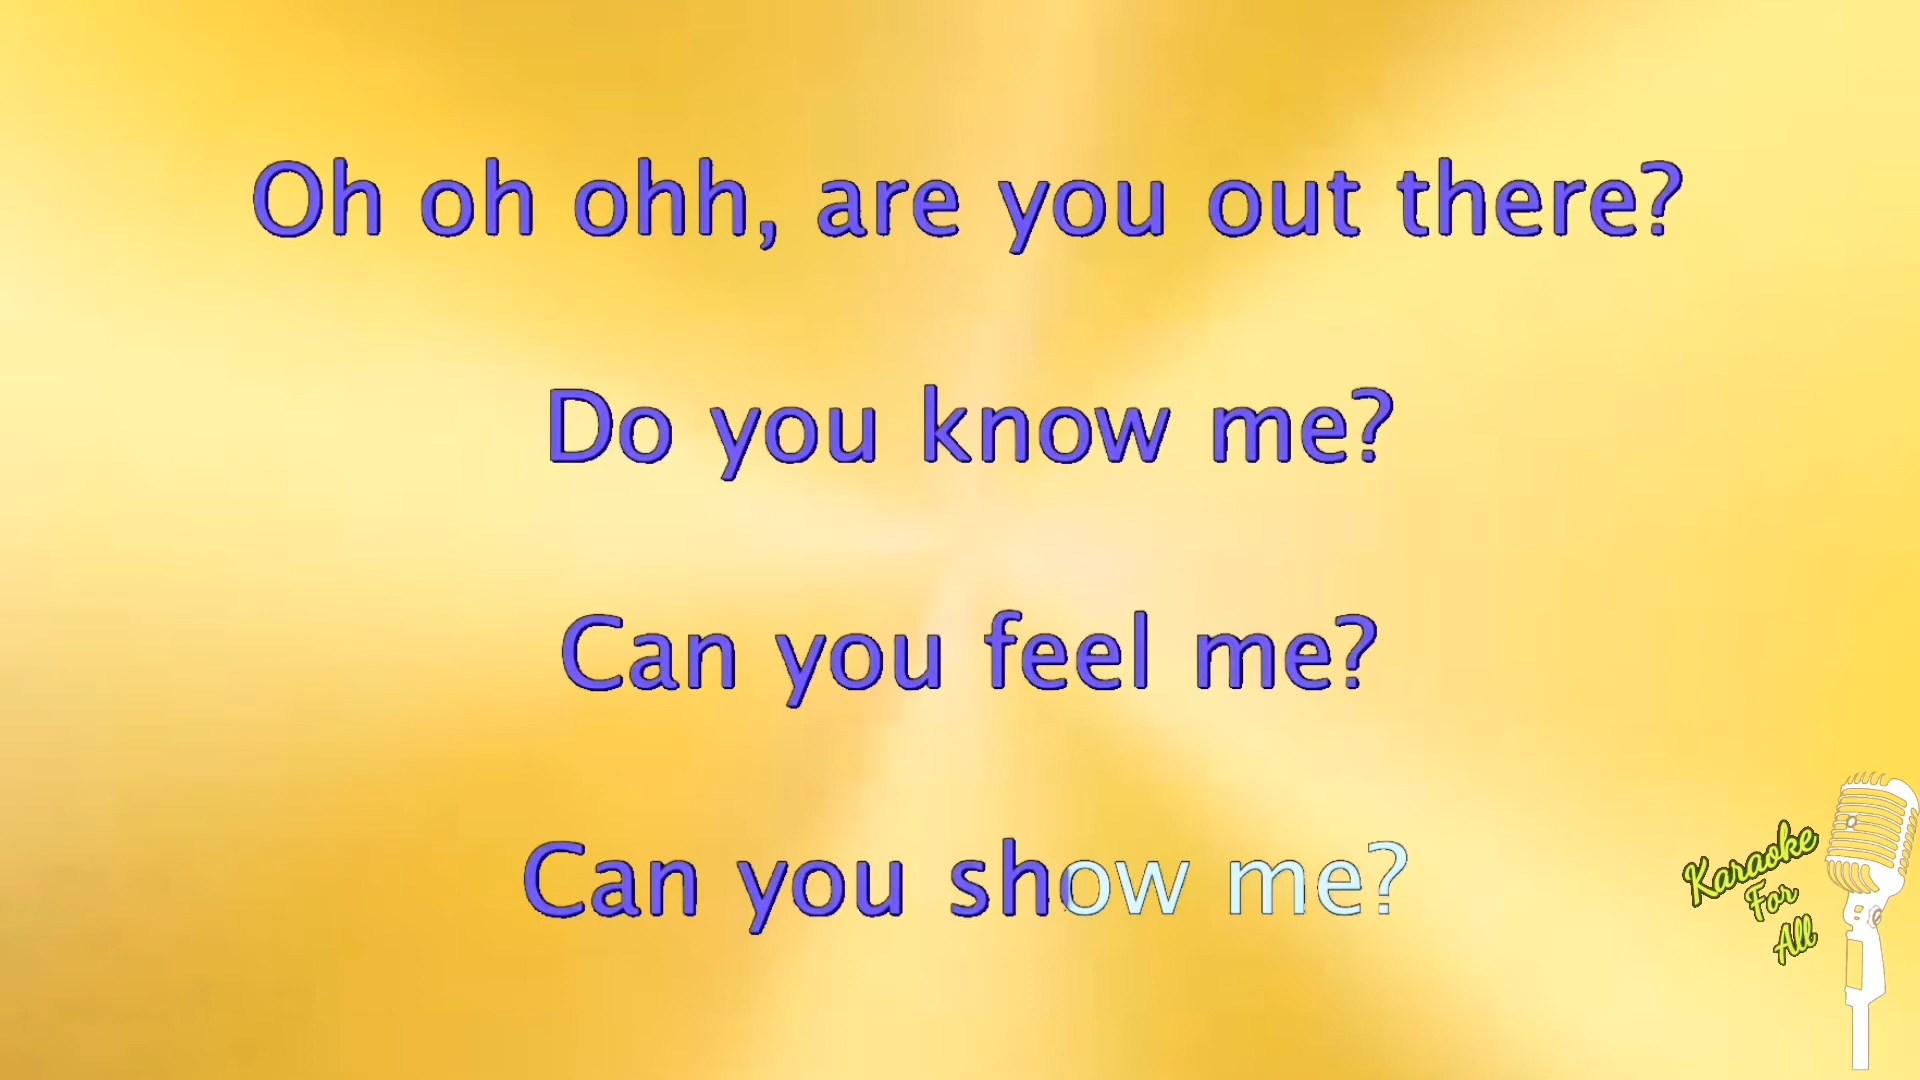 Oh oh ohh, are you out there?
Do you know me?
Can you feel me?
Can you show me?
Karaoke
For
All